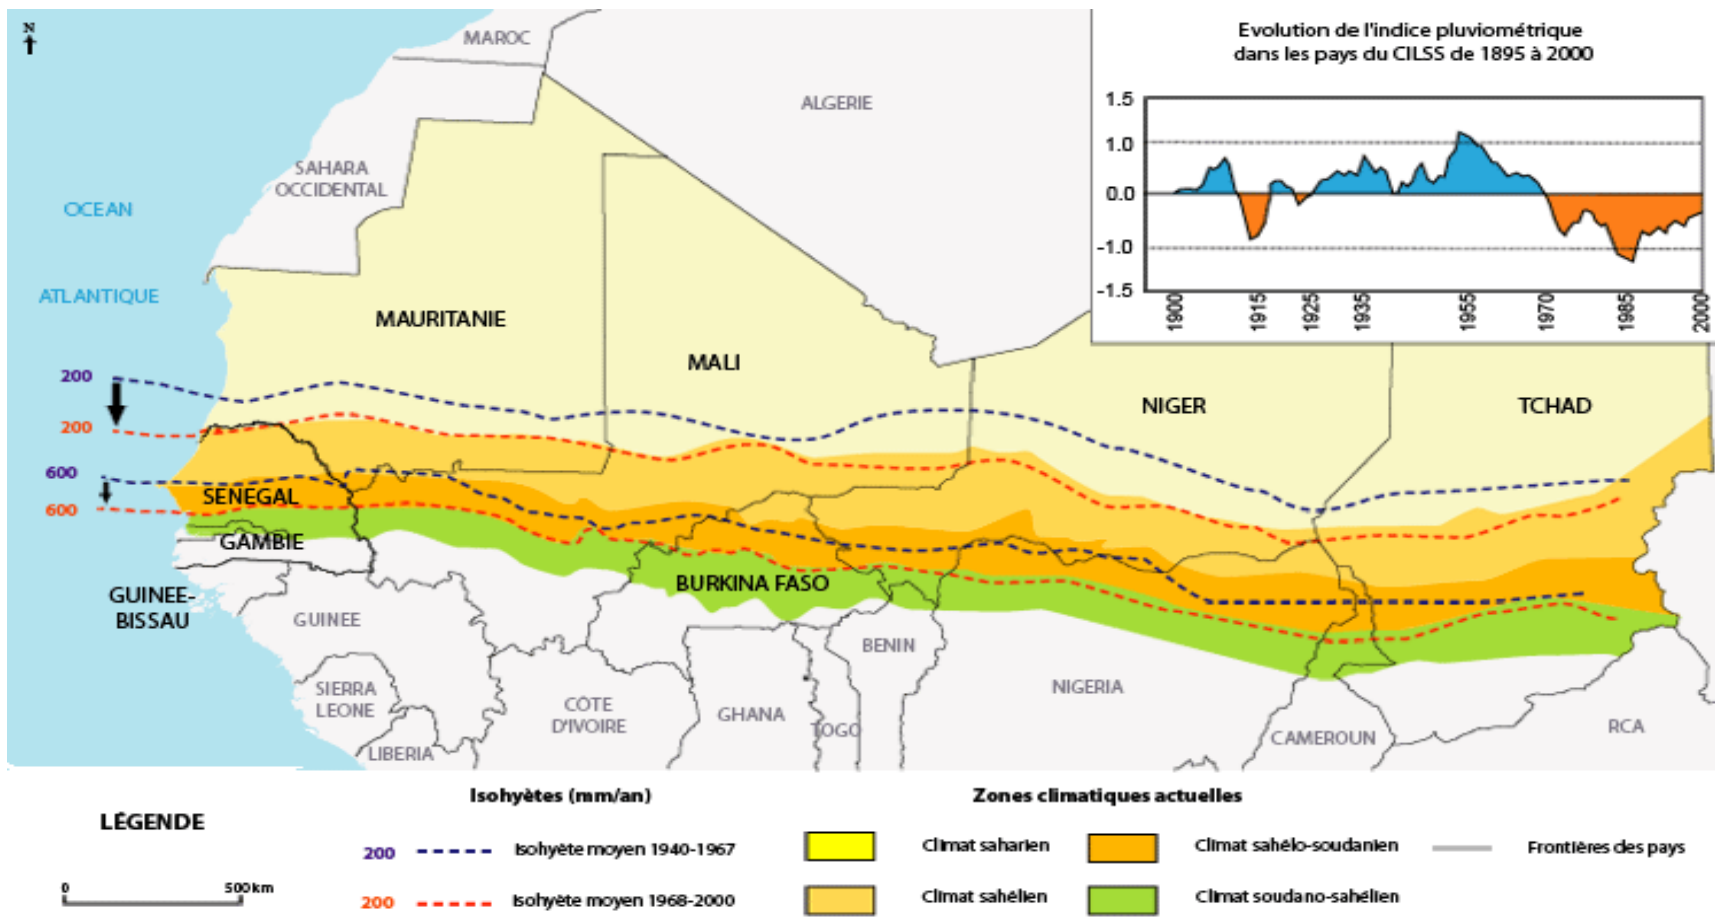 N
MAROC
ALGERIE
SAHARA
OCCIDENTAL
OCEAN
ATLANTIQUE
MAURITANIE
MALI
NIGER
TCHAD
200
200
600
600
SENEGAL
GAMBIE
GUINEE-
BISSAU
GUINEE
SIERRA
LEONE
LIBERIA
CÔTE
D'IVOIRE
BURKINA FASO
GHANA
TOGO
BENIN
NIGERIA
CAMEROUN
RCA
Evolution de l'indice pluviométrique
dans les pays du CILSS de 1895 à 2000
1.5
1.0
0.0
-1.0
-1.5
1900
1915
1925
1935
1955
1970
1985
2000
LÉGENDE
0 500 km
Isohyètes (mm/an)
200 Isohyète moyen 1940-1967
200 Isohyète moyen 1968-2000
Zones climatiques actuelles
Climat saharien
Climat sahélien
Climat sahélo-soudanien
Climat soudano-sahélien
Frontières des pays